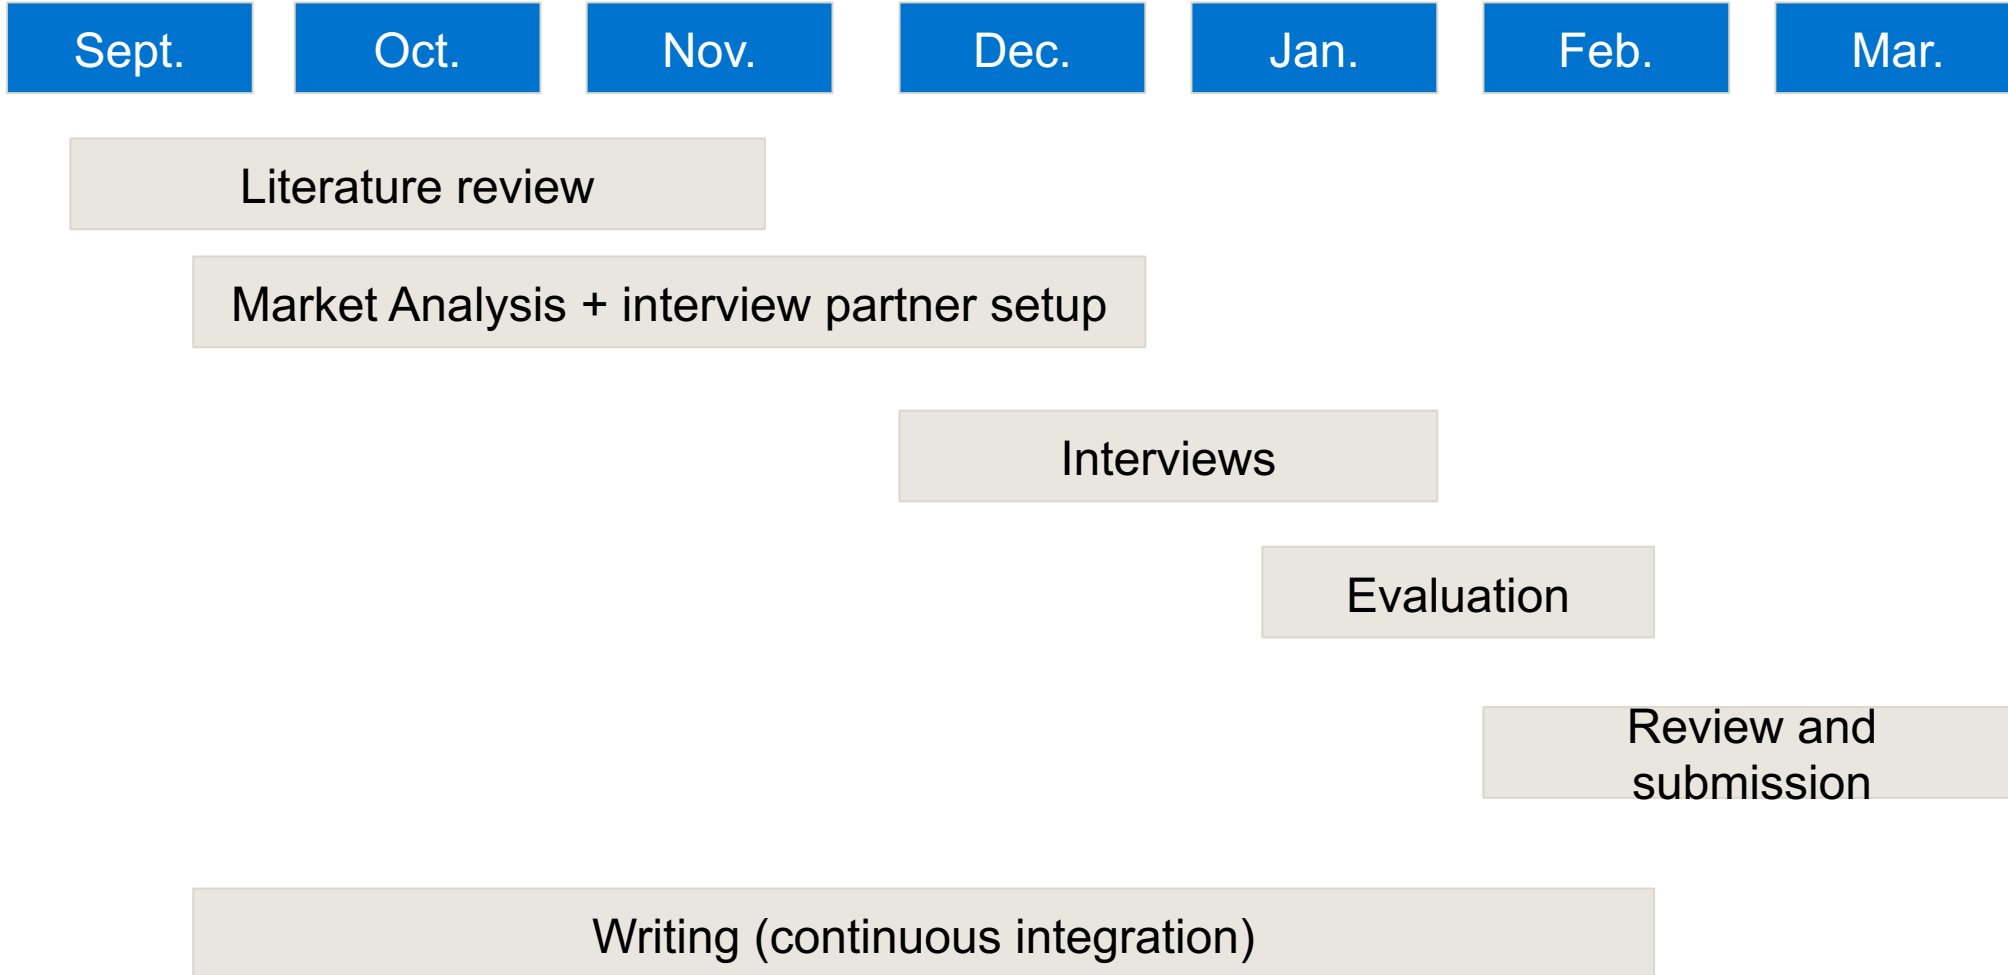 Sept.
Oct.
Nov.
Dec.
Jan.
Feb.
Mar.
Literature review
Market Analysis + interview partner setup
Interviews
Evaluation
Review and
submission
Writing (continuous integration)